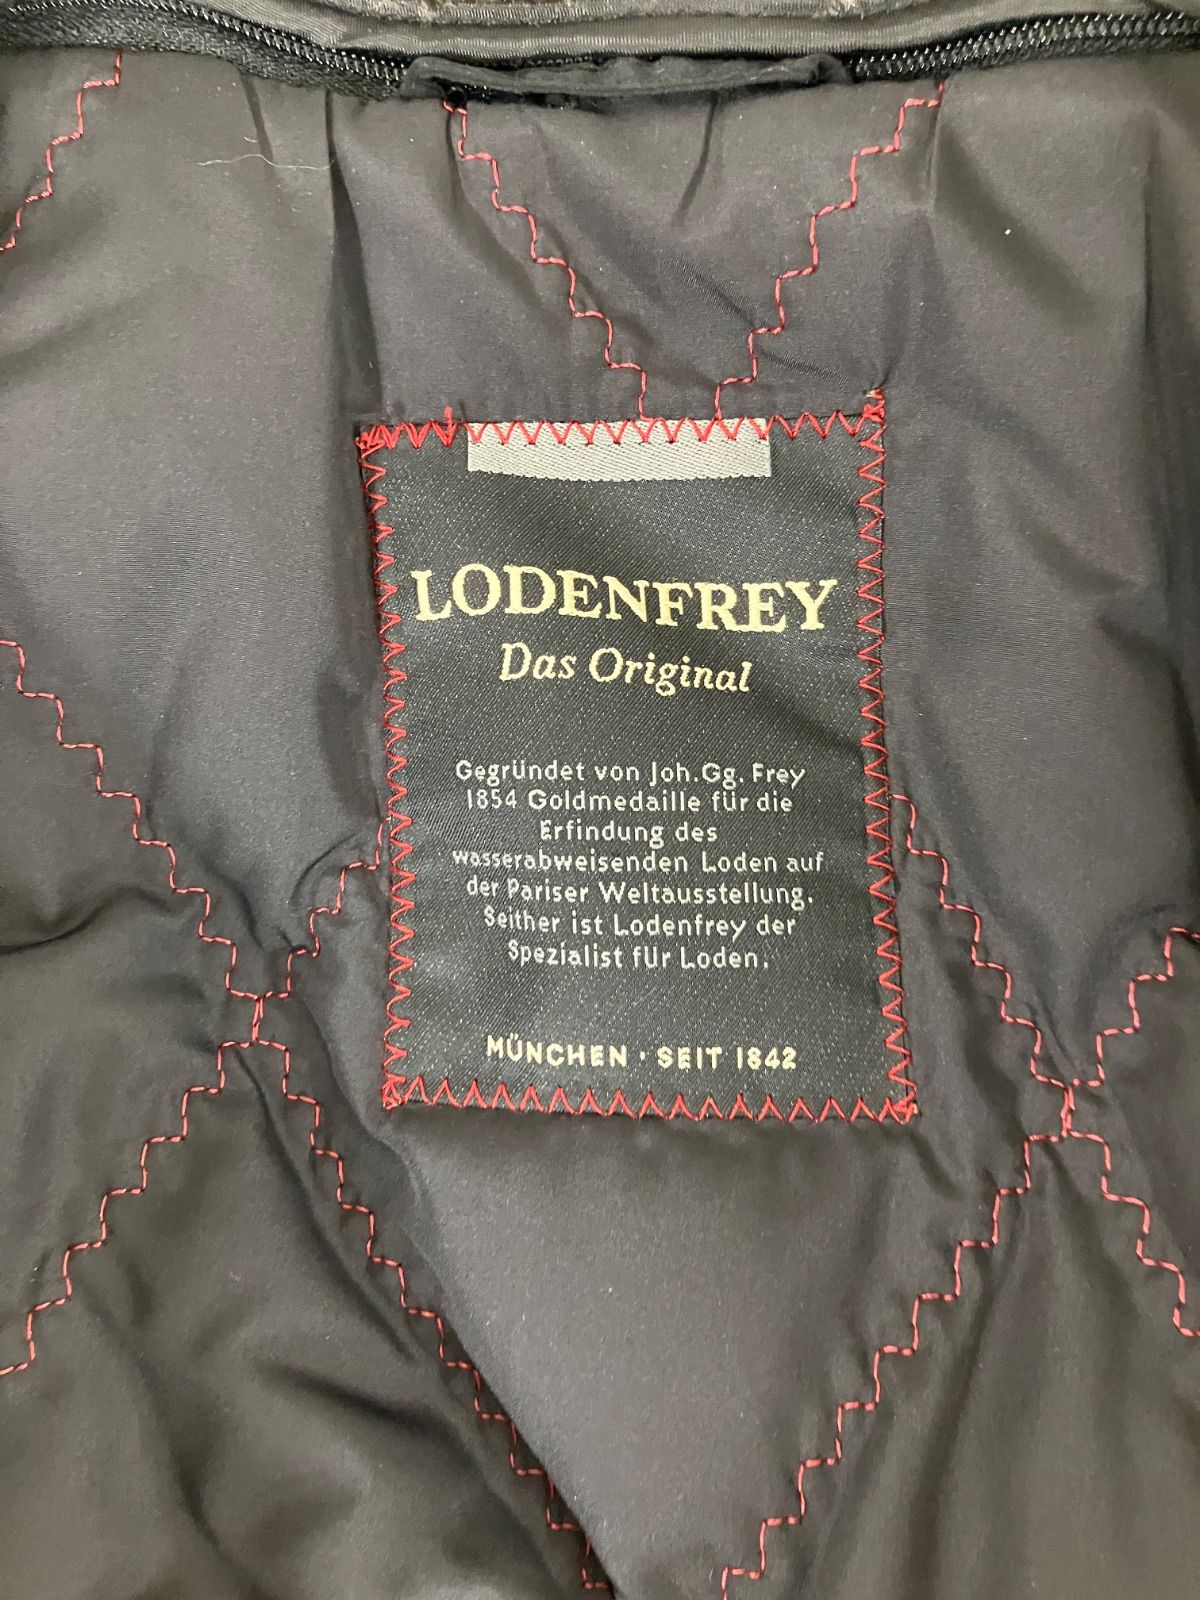 LODENFREY
Das Original
Gegründet von Joh.Gg. Frey
1854 Goldmedaille für die
Erfindung des
wasserabweisenden Loden auf
der Pariser Weltausstellung.
Seither ist Lodenfrey der
Spezialist für Loden.
MÜNCHEN · SEIT 1842